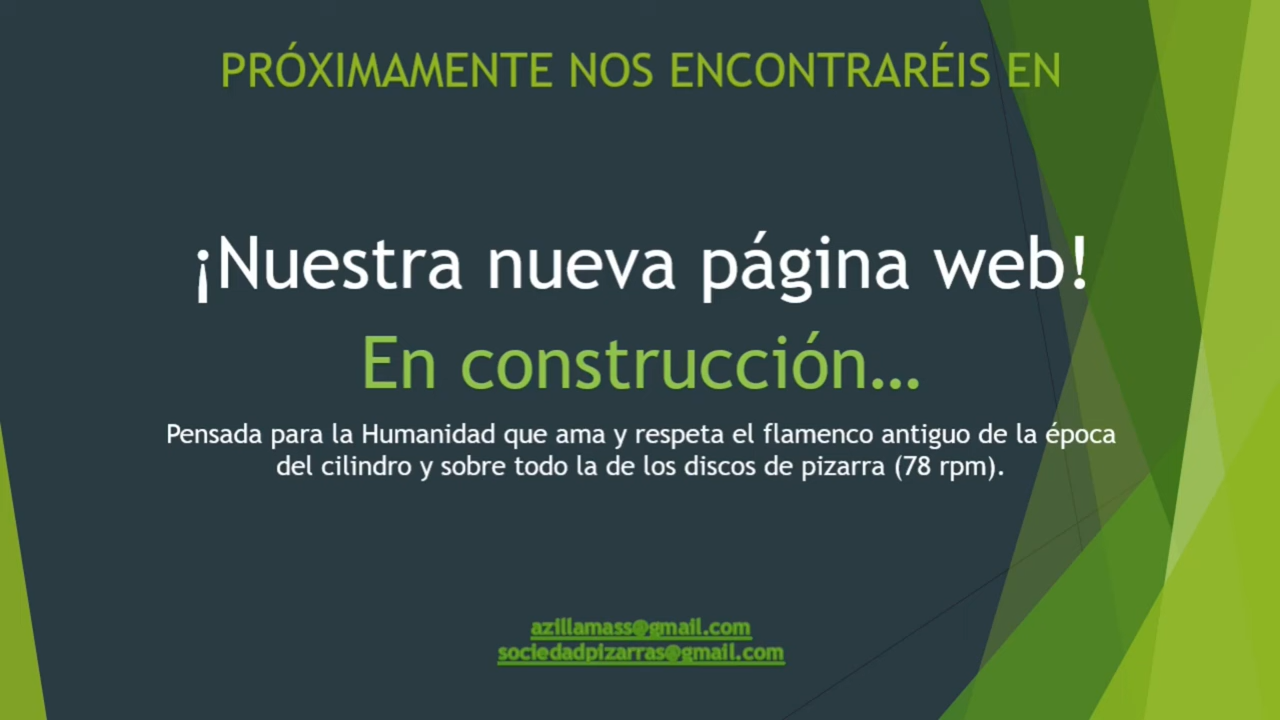 PRÓXIMAMENTE NOS ENCONTRARÉIS EN
¡Nuestra nueva página web!
En construcción...
Pensada para la Humanidad que ama y respeta el flamenco antiguo de la época
del cilindro y sobre todo la de los discos de pizarra (78 rpm).
azillamass@gmail.com
sociedadpizarras@gmail.com